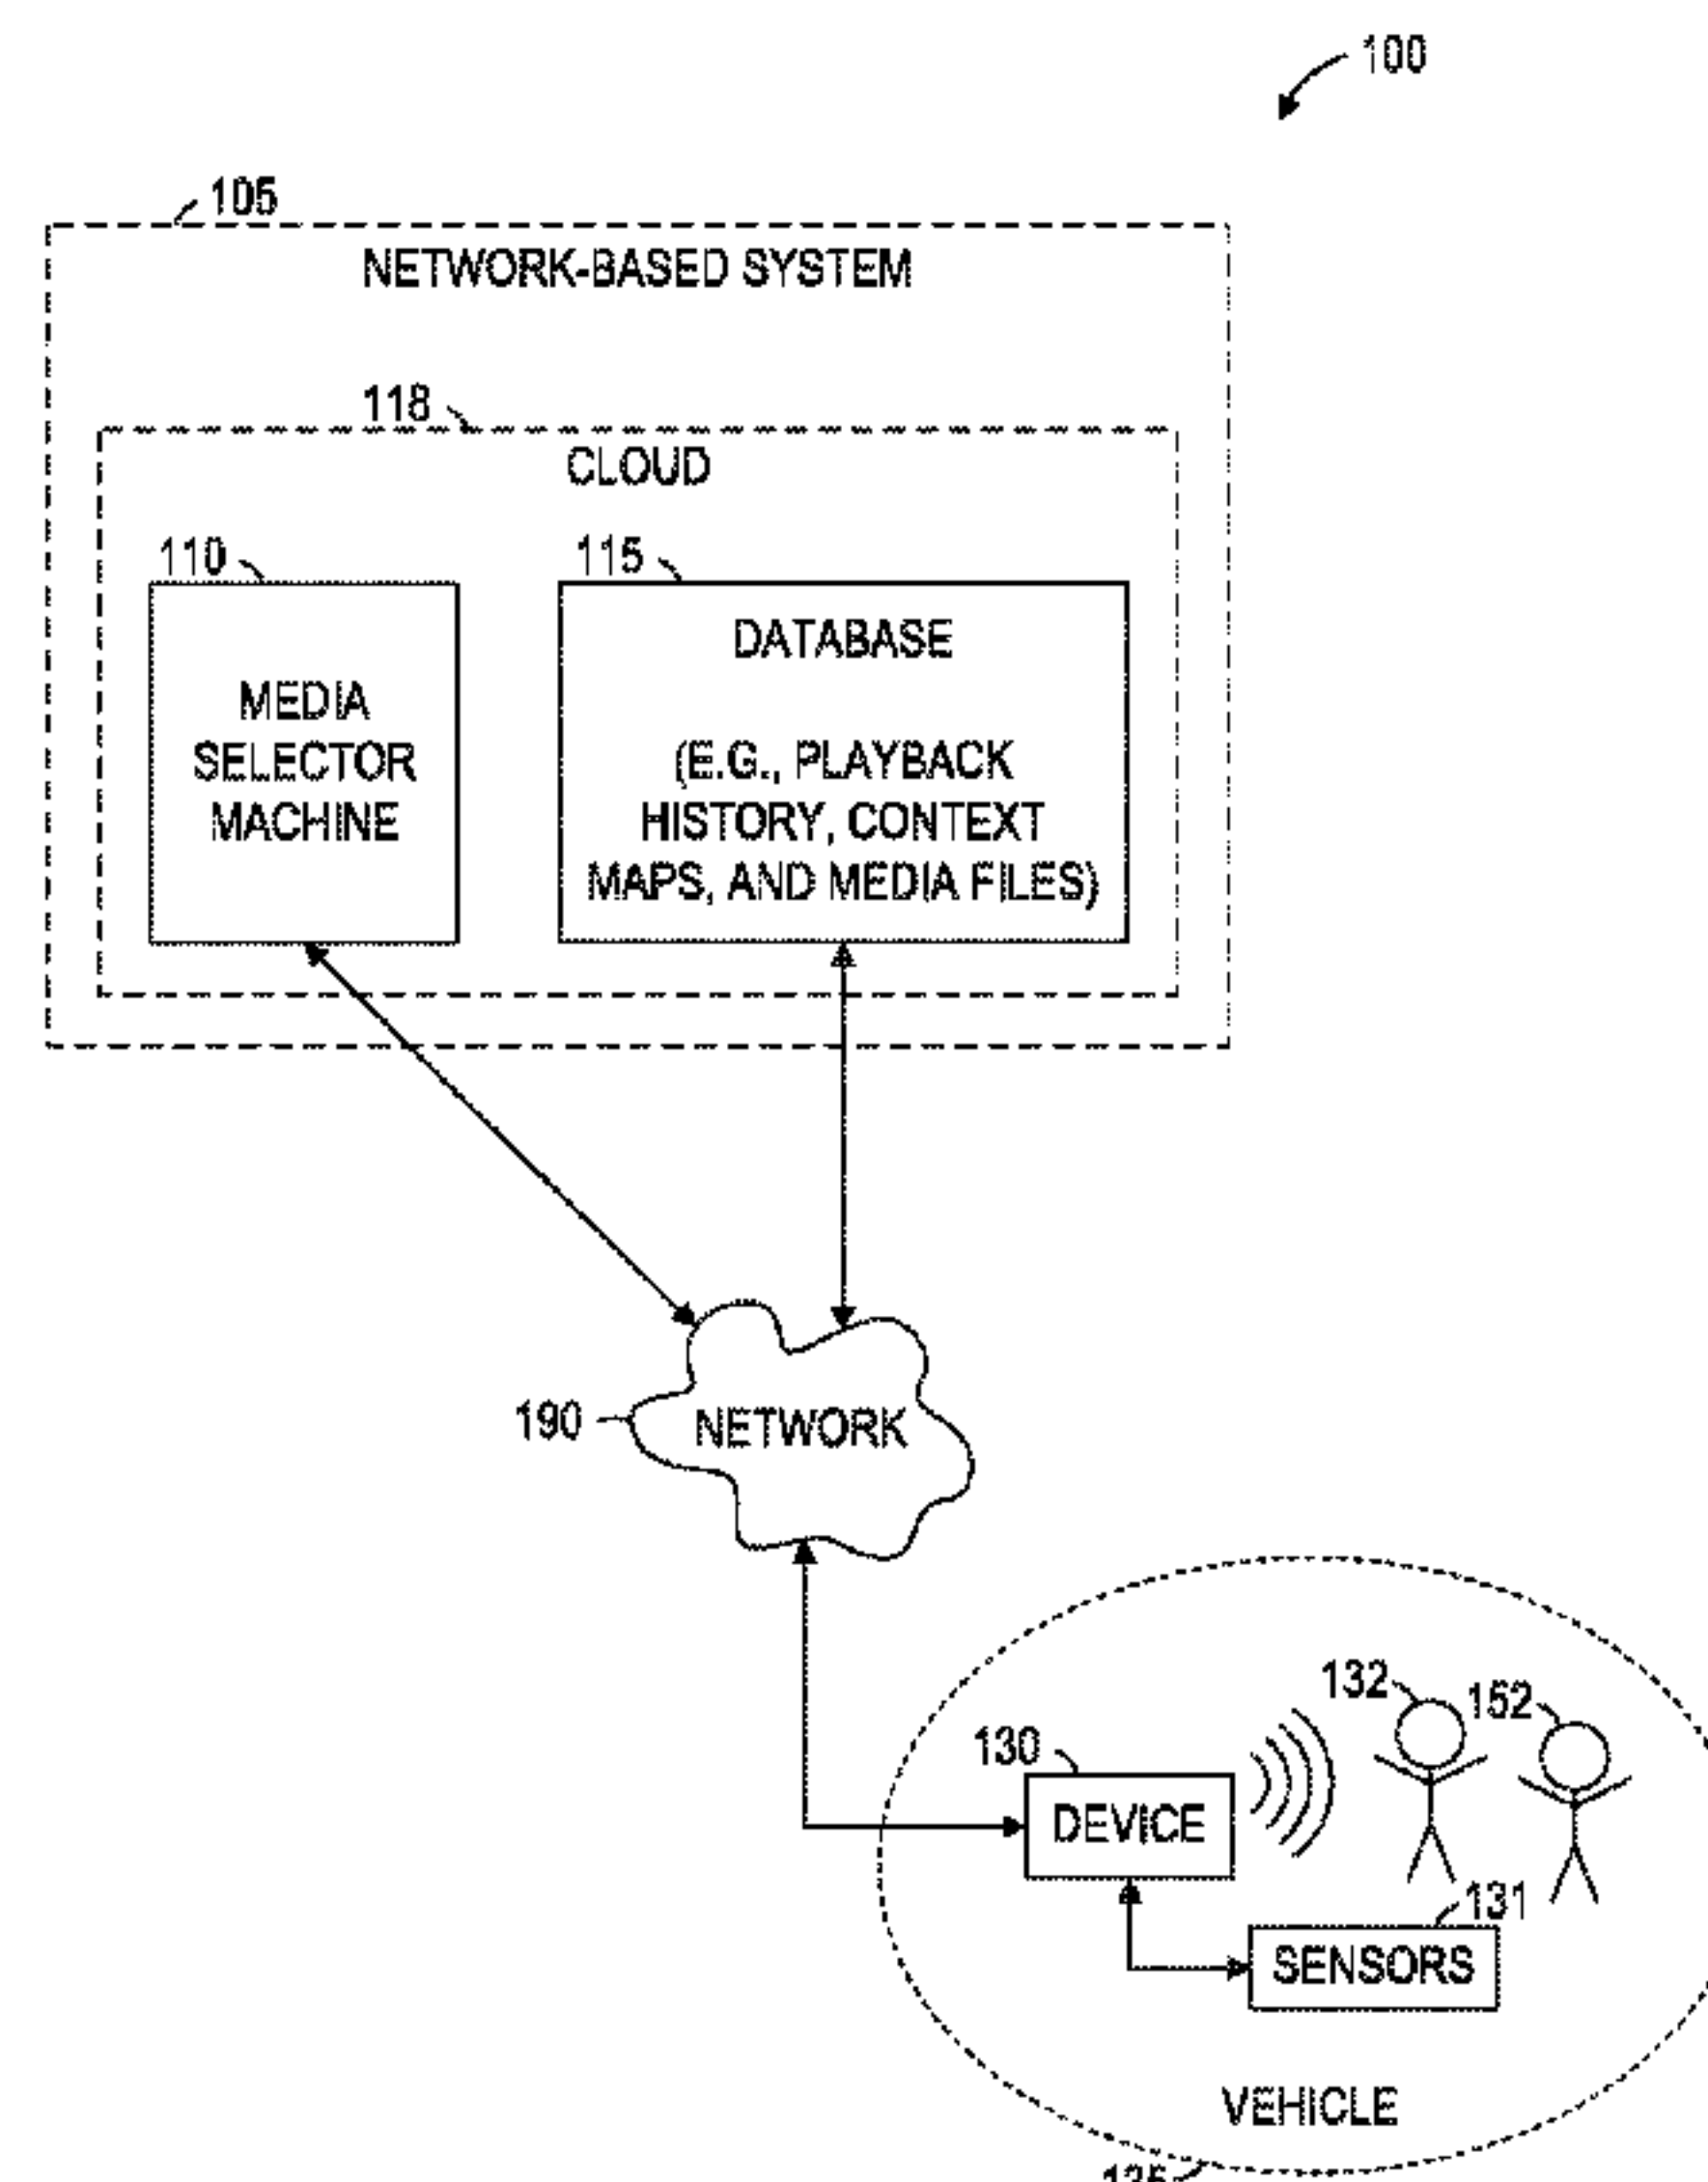 100
105
NETWORK-BASED SYSTEM
118
CLOUD
110
115
MEDIA
SELECTOR
MACHINE
DATABASE
(E.G., PLAYBACK
HISTORY, CONTEXT
MAPS, AND MEDIA FILES)
190
NETWORK
132
152
130
DEVICE
131
SENSORS
VEHICLE